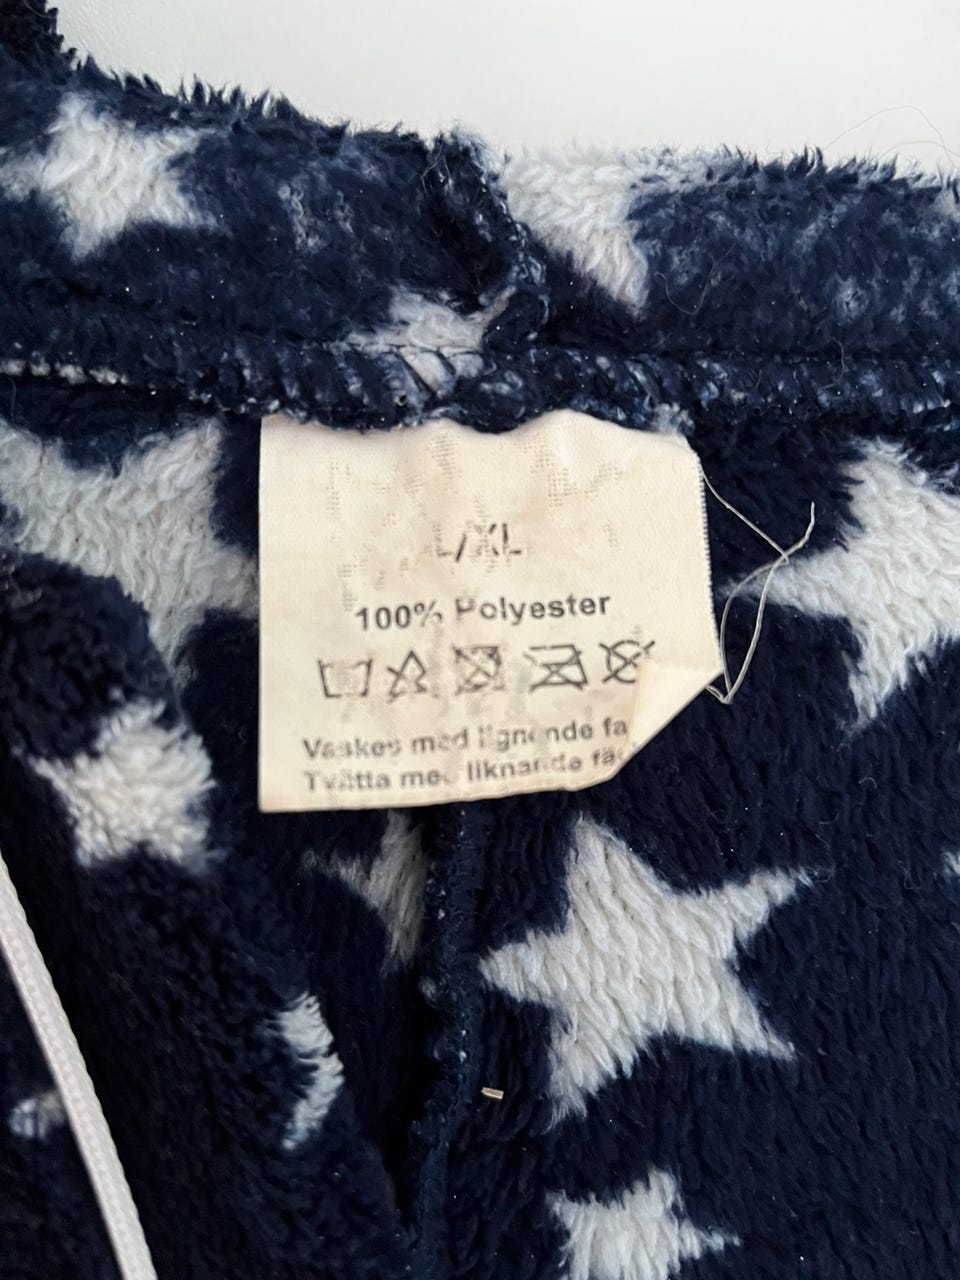 L/XL
100% Polyester
Vaskes med lignende fa
Tvätta med liknande fä